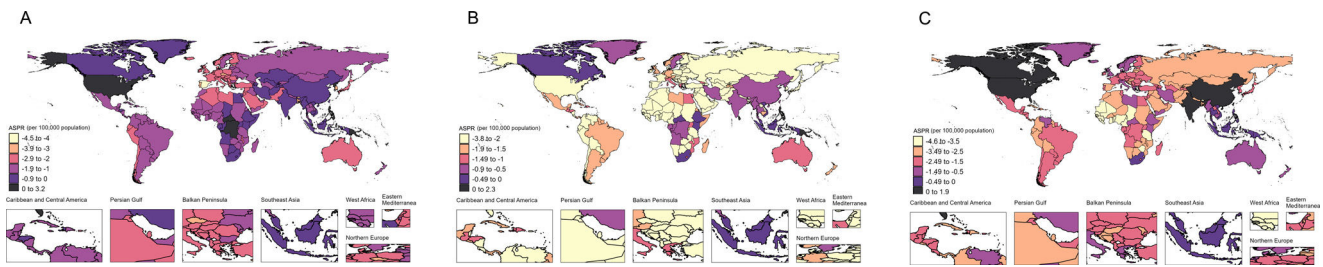 A
ASPR (per 100,000 population)
-4.5 to -4
-3.9 to -3
-2.9 to -2
-1.9 to -1
-0.9 to 0
0 to 3.2
Caribbean and Central America
Persian Gulf
Balkan Peninsula
Southeast Asia
West Africa
Eastern
Mediterranean
Northern Europe
B
ASPR (per 100,000 population)
-3.8 to -2
-1.9 to -1.5
-1.49 to -1
-0.9 to -0.5
-0.49 to 0
0 to 2.3
Caribbean and Central America
Persian Gulf
Balkan Peninsula
Southeast Asia
West Africa
Eastern
Mediterranean
Northern Europe
C
ASPR (per 100,000 population)
-4.6 to -3.5
-3.49 to -2.5
-2.49 to -1.5
-1.49 to -0.5
-0.49 to 0
0 to 1.9
Caribbean and Central America
Persian Gulf
Balkan Peninsula
Southeast Asia
West Africa
Eastern
Mediterranean
Northern Europe